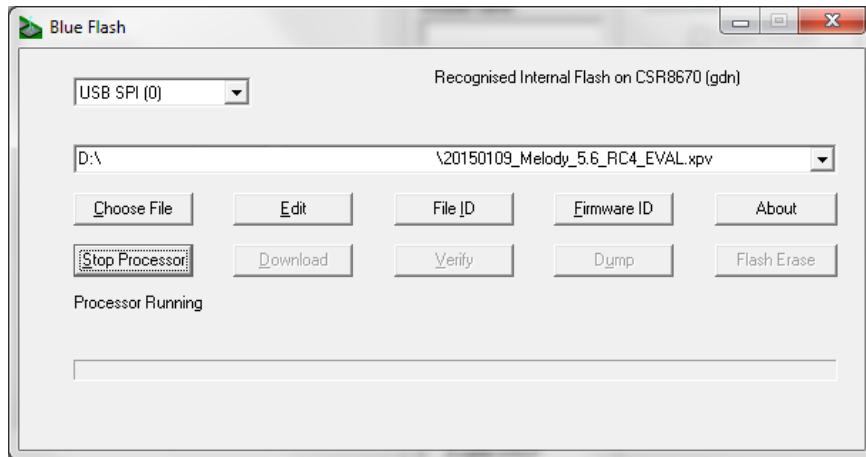 Blue Flash
USB SPI (0)
Recognised Internal Flash on CSR8670 (gdn)
D:\ \20150109_Melody_5.6_RC4_EVAL.xpv
Choose File Edit File ID Firmware ID About
Stop Processor Download Verify Dump Flash Erase
Processor Running